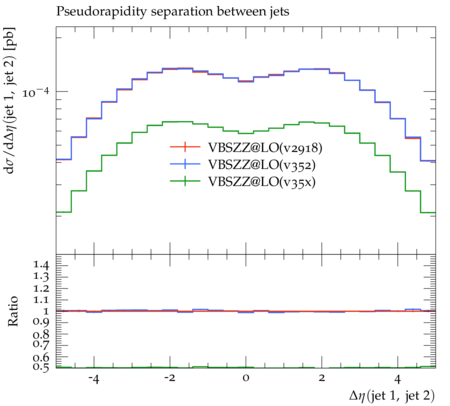 Pseudorapidity separation between jets
dσ/dΔη(jet 1, jet 2) [pb]
10⁻⁴
VBSZZ@LO(v2918)
VBSZZ@LO(v352)
VBSZZ@LO(v35x)
Ratio
1.4
1.3
1.2
1.1
1
0.9
0.8
0.7
0.6
0.5
-4 -2 0 2 4
Δη(jet 1, jet 2)